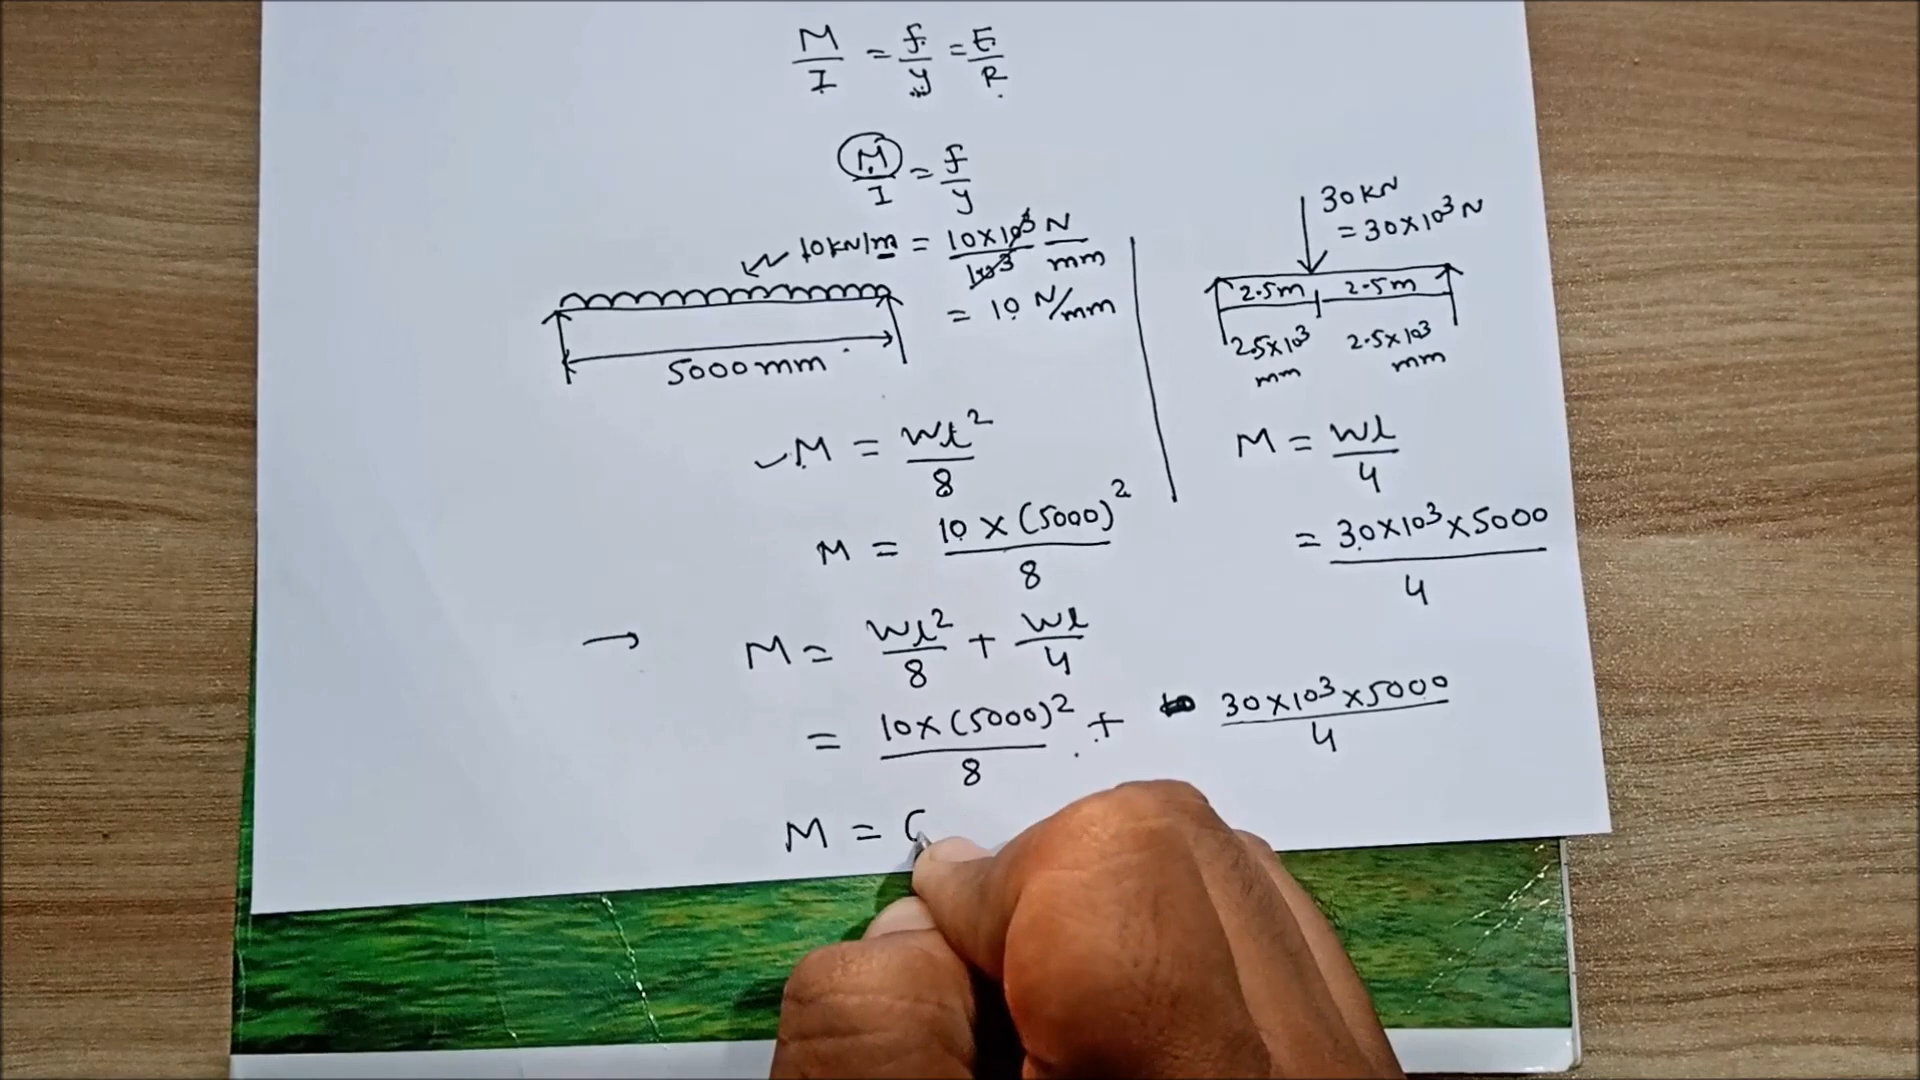 M/I = f/y = E/R
M/I = f/y
10 KN/m = 10×10³/10³ N/mm
= 10 N/mm
5000mm
M = Wl²/8
M = 10 × (5000)²/8
→ M = Wl²/8 + Wl/4
= 10×(5000)²/8 + 30×10³×5000/4
M =
30 KN
= 30×10³ N
2.5m 2.5m
2.5×10³ mm 2.5×10³ mm
M = Wl/4
= 30×10³×5000/4